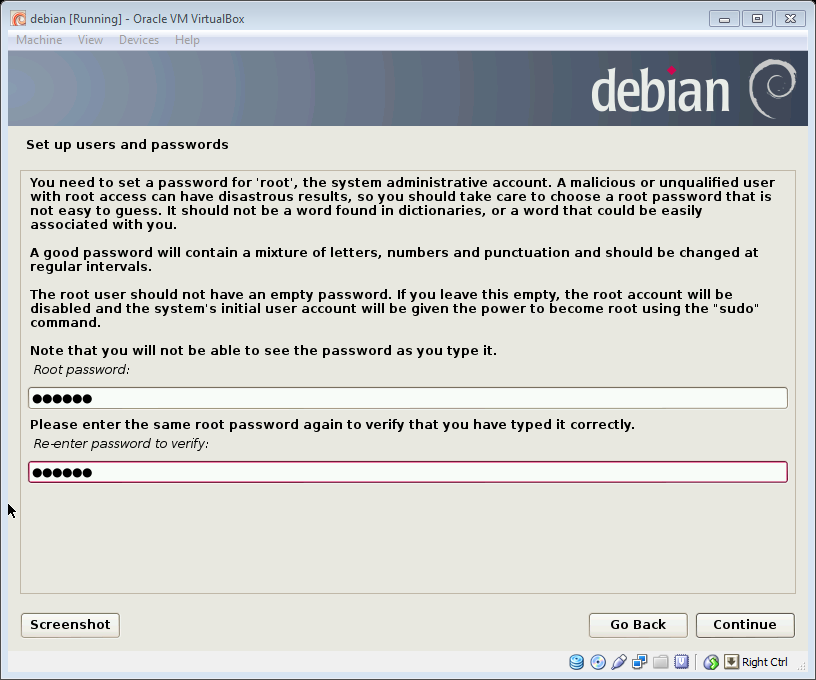 debian [Running] - Oracle VM VirtualBox
Machine View Devices Help
debian
Set up users and passwords
You need to set a password for 'root', the system administrative account. A malicious or unqualified user
with root access can have disastrous results, so you should take care to choose a root password that is
not easy to guess. It should not be a word found in dictionaries, or a word that could be easily
associated with you.
A good password will contain a mixture of letters, numbers and punctuation and should be changed at
regular intervals.
The root user should not have an empty password. If you leave this empty, the root account will be
disabled and the system's initial user account will be given the power to become root using the "sudo"
command.
Note that you will not be able to see the password as you type it.
Root password:
●●●●●●
Please enter the same root password again to verify that you have typed it correctly.
Re-enter password to verify:
●●●●●●
Screenshot Go Back Continue
Right Ctrl